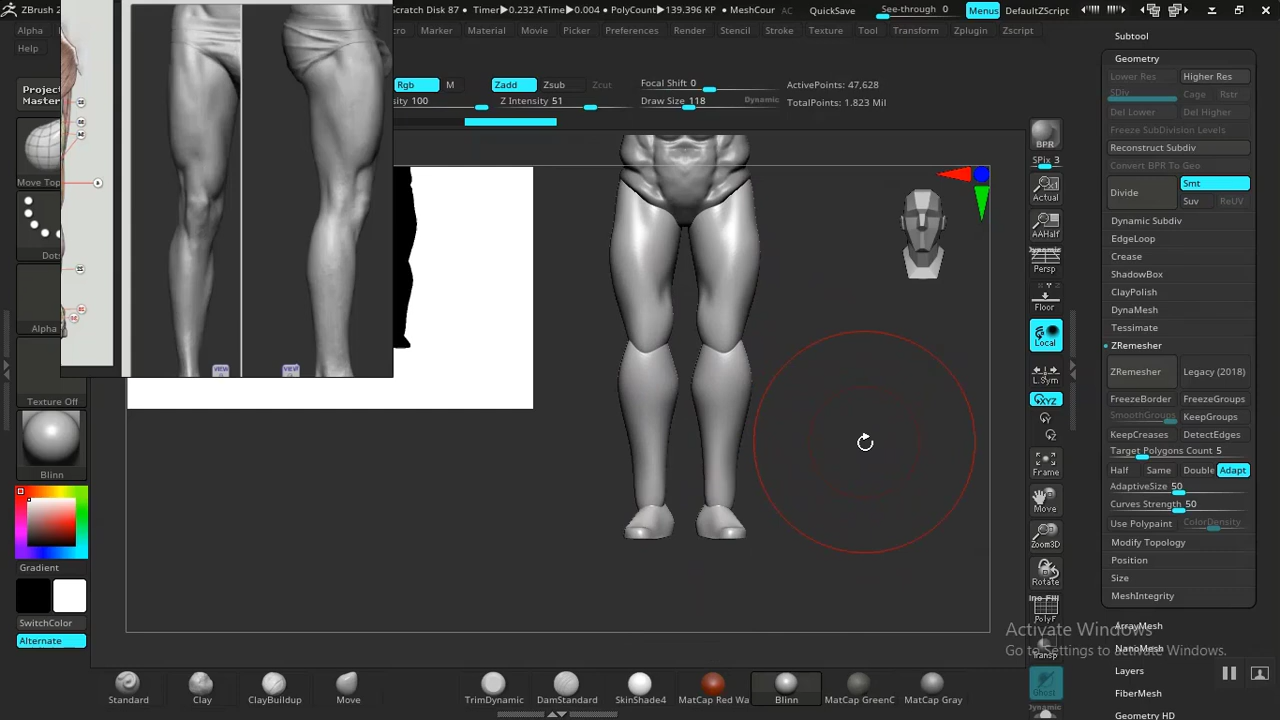 ZBrush 20
Scratch Disk 87 • Timer▶0.232 ATime▶0.004 • PolyCount▶139.396 KP • MeshCour
AC
QuickSave
See-through 0
Menus
DefaultZScript
Alpha
Marker
Material
Movie
Picker
Preferences
Render
Stencil
Stroke
Texture
Tool
Transform
Zplugin
Zscript
Help
Rgb
M
Zadd
Zsub
Zcut
Focal Shift 0
Draw Size 118
Dynamic
ActivePoints: 47,628
TotalPoints: 1.823 Mil
Z Intensity 51
Master
Move Top
Dots
Alpha
Texture Off
Blinn
Gradient
SwitchColor
Alternate
VIEW
VIEW
BPR
SPix 3
Actual
AAHalf
Dynamic
Persp
Floor
Local
L.Sym
XYZ
Frame
Move
Zoom3D
Rotate
PolyF
Transp
Ghost
Dynamic
Subtool
Geometry
Lower Res
Higher Res
SDiv
Cage
Rstr
Del Lower
Del Higher
Freeze SubDivision Levels
Reconstruct Subdiv
Convert BPR To Geo
Divide
Smt
Suv
ReUV
Dynamic Subdiv
EdgeLoop
Crease
ShadowBox
ClayPolish
DynaMesh
Tessimate
ZRemesher
ZRemesher
Legacy (2018)
FreezeBorder
FreezeGroups
SmoothGroups
KeepGroups
KeepCreases
DetectEdges
Target Polygons Count 5
Half
Same
Double
Adapt
AdaptiveSize 50
Curves Strength 50
Use Polypaint
ColorDensity
Modify Topology
Position
Size
MeshIntegrity
ArrayMesh
NanoMesh
Layers
FiberMesh
Geometry HD
Activate Windows
Go to Settings to activate Windows.
Standard
Clay
ClayBuildup
Move
TrimDynamic
DamStandard
SkinShade4
MatCap Red Wa
Blinn
MatCap GreenC
MatCap Gray